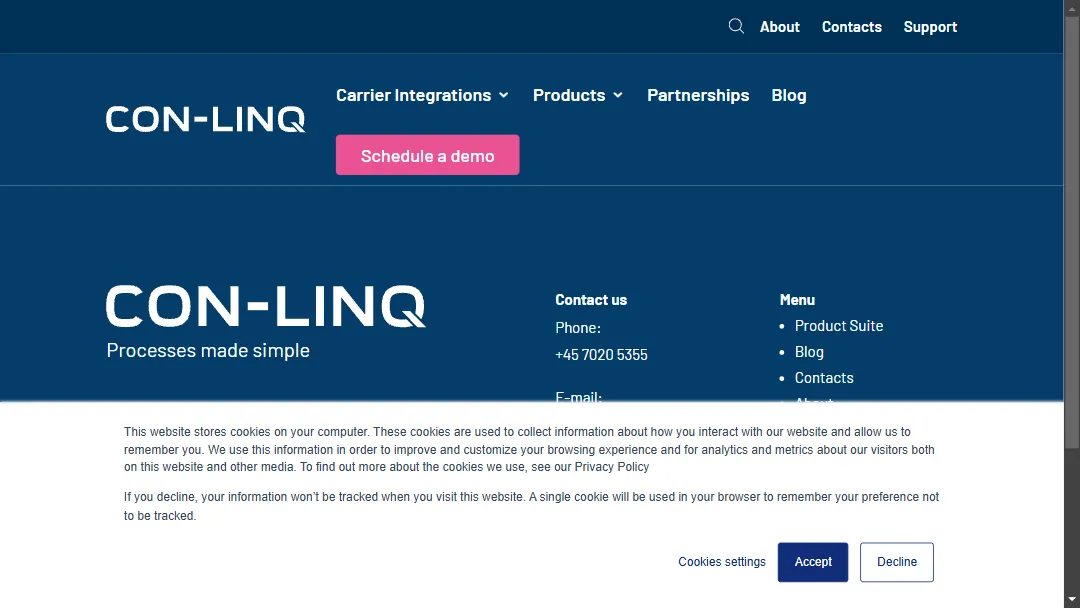 About Contacts Support
Carrier Integrations Products Partnerships Blog
CON-LINQ
Schedule a demo
CON-LINQ
Processes made simple
Contact us
Phone:
+45 7020 5355
E-mail:
Menu
Product Suite
Blog
Contacts
About
This website stores cookies on your computer. These cookies are used to collect information about how you interact with our website and allow us to
remember you. We use this information in order to improve and customize your browsing experience and for analytics and metrics about our visitors both
on this website and other media. To find out more about the cookies we use, see our Privacy Policy
If you decline, your information won't be tracked when you visit this website. A single cookie will be used in your browser to remember your preference not
to be tracked.
Cookies settings Accept Decline